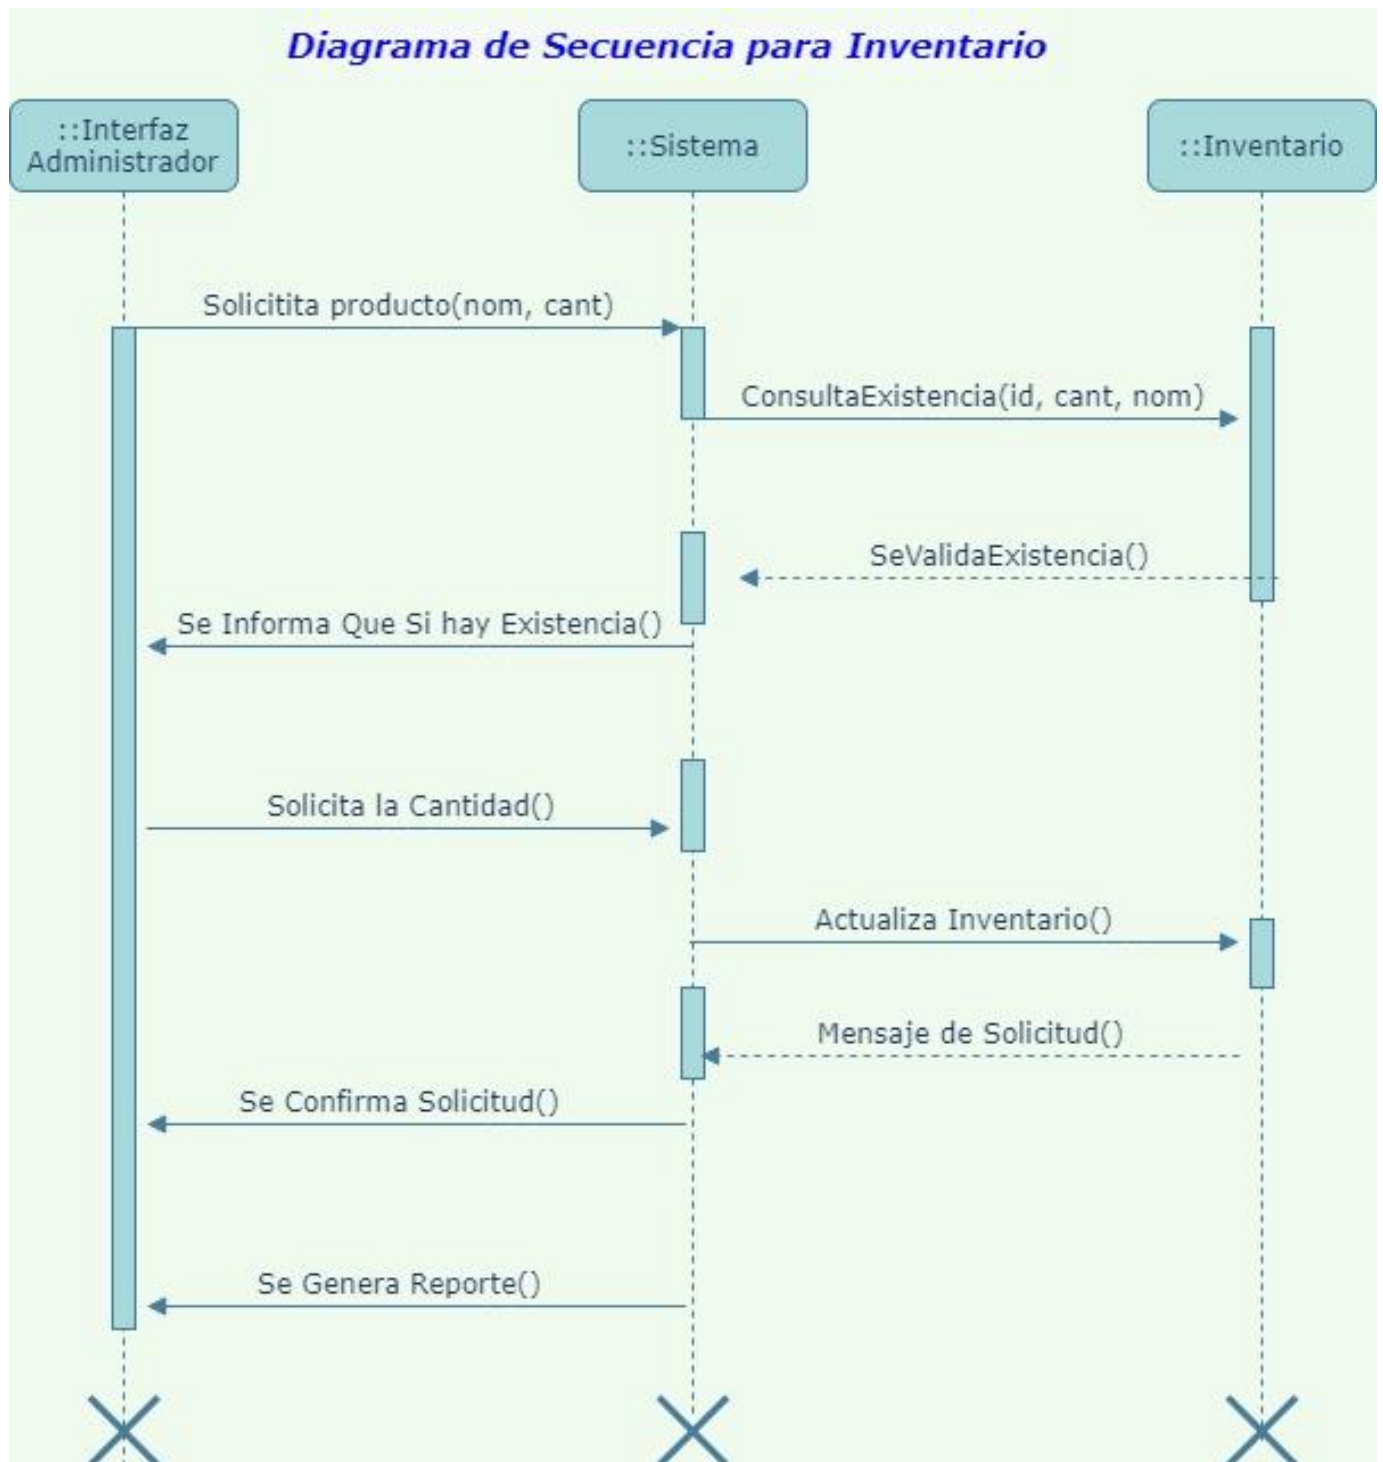 Diagrama de Secuencia para Inventario
::Interfaz
Administrador
::Sistema
::Inventario
Solicitita producto(nom, cant)
ConsultaExistencia(id, cant, nom)
SeValidaExistencia()
Se Informa Que Si hay Existencia()
Solicita la Cantidad()
Actualiza Inventario()
Mensaje de Solicitud()
Se Confirma Solicitud()
Se Genera Reporte()